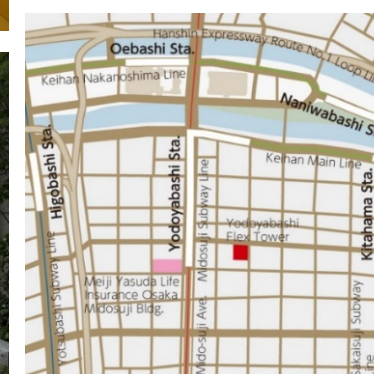 Hanshin Expressway Route No.1 Loop Li
Oebashi Sta.
Keihan Nakanoshima Line
Naniwabashi S
Keihan Main Line
Higobashi Sta.
Yodoyabashi Sta.
Midosuji Subway Line
Kitahama Sta.
Yodoyabashi
Flex Tower
Yotsubashi Subway Line
Meiji Yasuda Life
Insurance Osaka
Midosuji Bldg.
Mido-suji Ave.
Sakaisuji Subway
Line